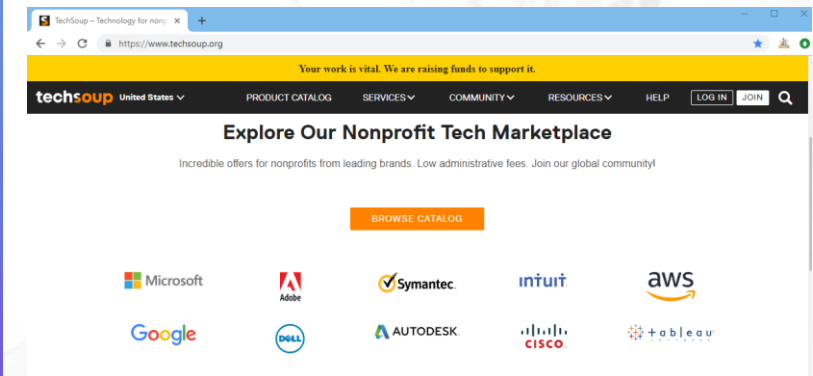 TechSoup – Technology for nonp
https://www.techsoup.org
Your work is vital. We are raising funds to support it.
techsoup United States PRODUCT CATALOG SERVICES COMMUNITY RESOURCES HELP LOG IN JOIN
Explore Our Nonprofit Tech Marketplace
Incredible offers for nonprofits from leading brands. Low administrative fees. Join our global community!
BROWSE CATALOG
Microsoft Adobe Symantec. intuit aws
Google DELL AUTODESK. CISCO. +ableau